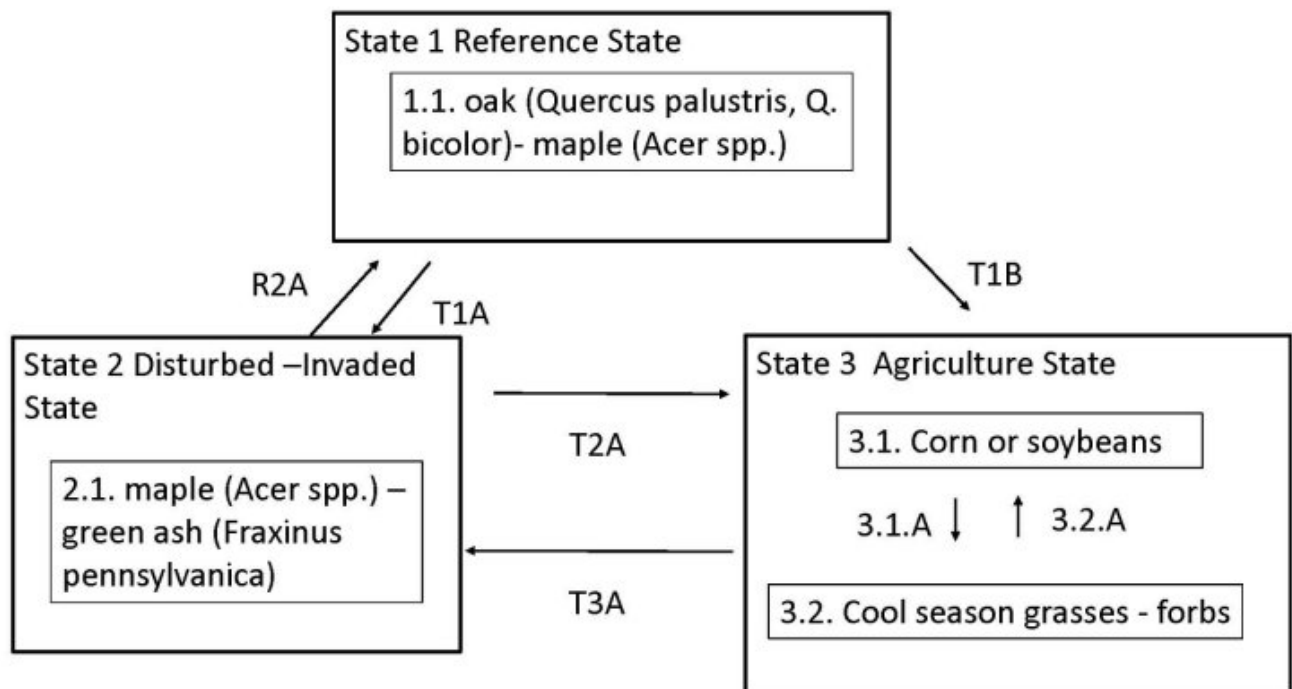 State 1 Reference State
1.1. oak (Quercus palustris, Q.
bicolor)- maple (Acer spp.)
R2A
T1A
T1B
State 2 Disturbed –Invaded
State
2.1. maple (Acer spp.) –
green ash (Fraxinus
pennsylvanica)
T2A
T3A
State 3  Agriculture State
3.1. Corn or soybeans
3.1.A
3.2.A
3.2. Cool season grasses - forbs